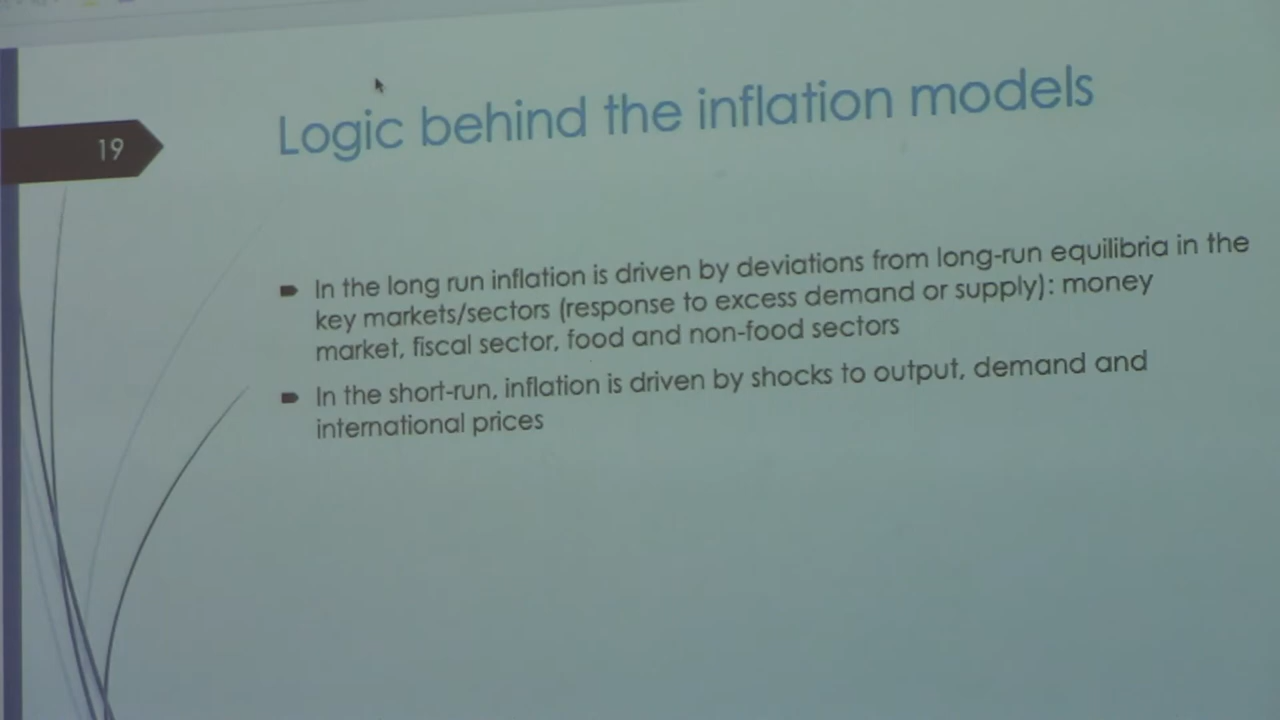 19
Logic behind the inflation models
In the long run inflation is driven by deviations from long-run equilibria in the
key markets/sectors (response to excess demand or supply): money
market, fiscal sector, food and non-food sectors
In the short-run, inflation is driven by shocks to output, demand and
international prices